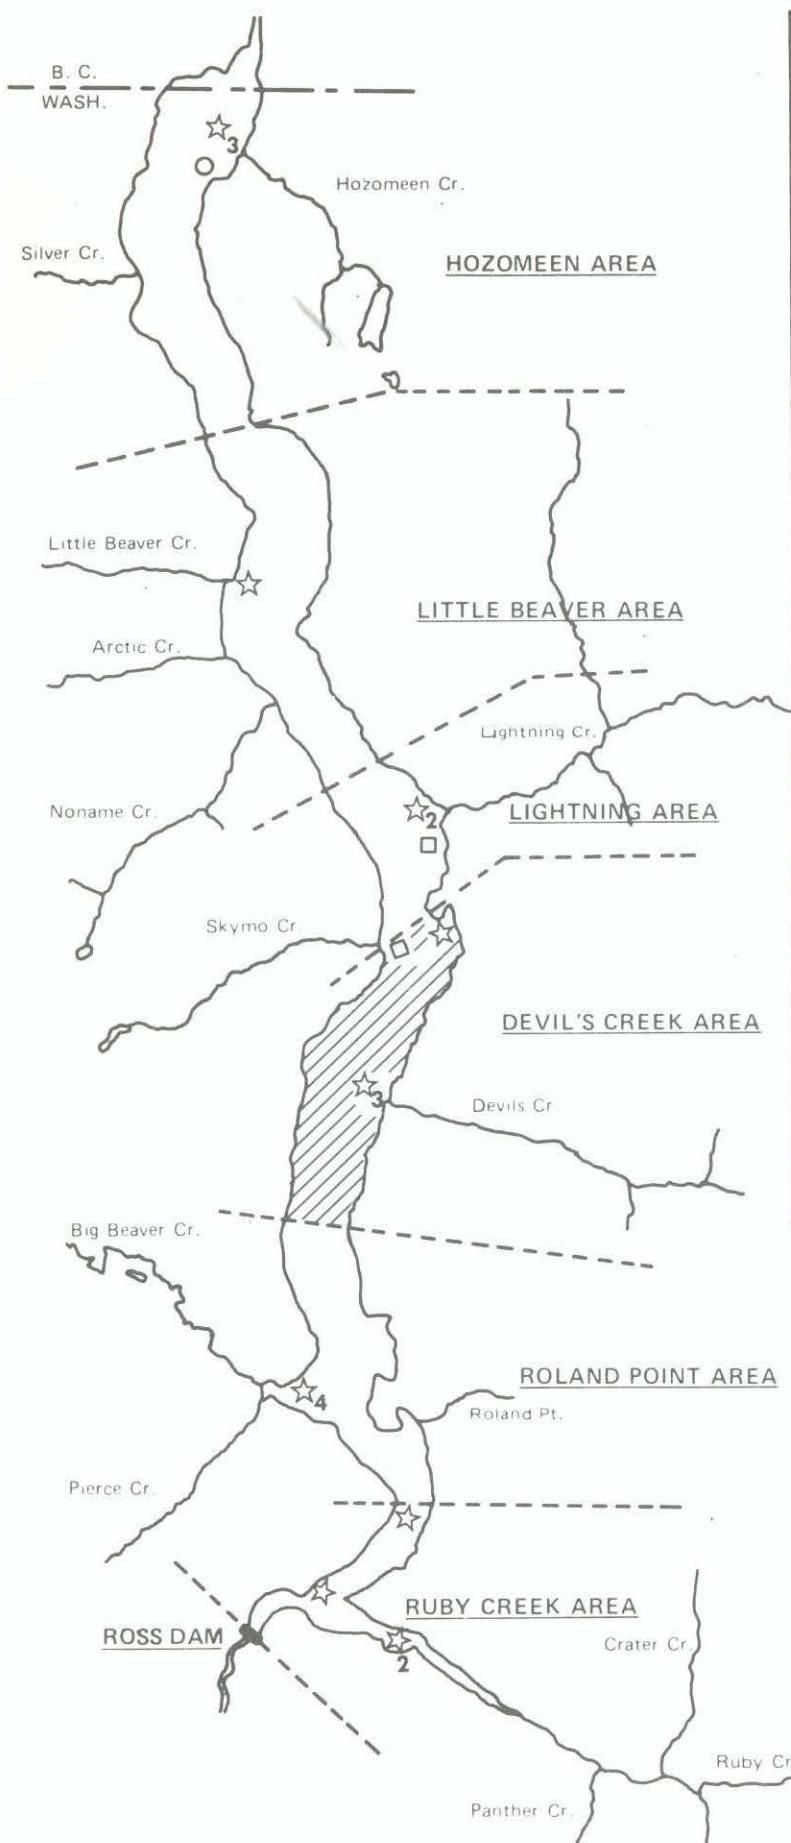 B. C.
WASH.
3
Hozomeen Cr.
Silver Cr.
HOZOMEEN AREA
Little Beaver Cr.
LITTLE BEAVER AREA
Arctic Cr.
Lightning Cr.
Noname Cr.
2
LIGHTNING AREA
Skymo Cr.
DEVIL'S CREEK AREA
3
Devils Cr
Big Beaver Cr.
ROLAND POINT AREA
4
Roland Pt.
Pierce Cr.
RUBY CREEK AREA
ROSS DAM
2
Crater Cr.
Ruby Cr
Panther Cr.